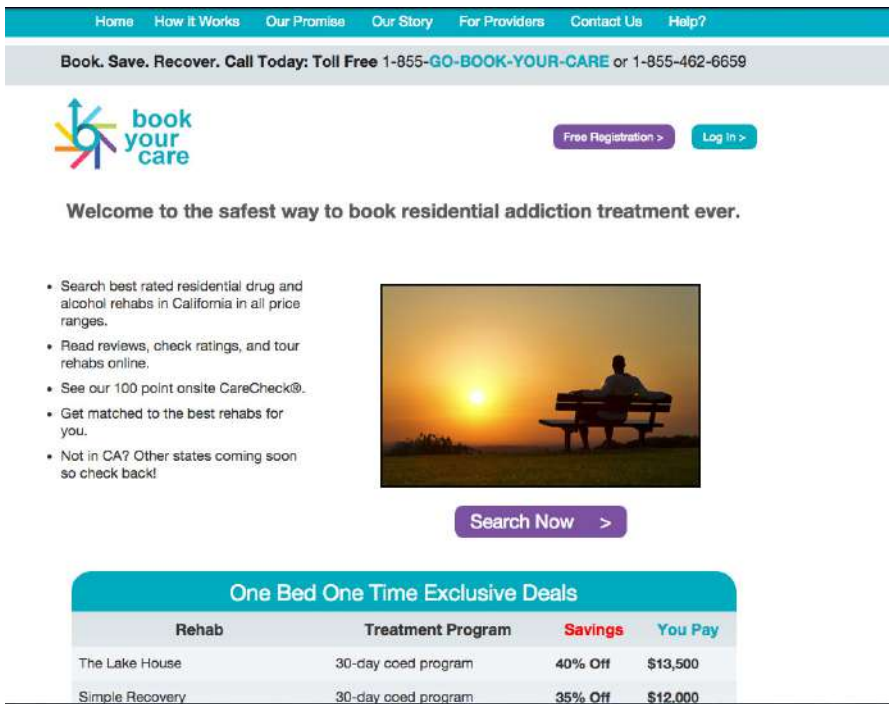 Home How it Works Our Promise Our Story For Providers Contact Us Help?
Book. Save. Recover. Call Today: Toll Free 1-855-GO-BOOK-YOUR-CARE or 1-855-462-6659
book
your
care
Free Registration > Log In >
Welcome to the safest way to book residential addiction treatment ever.
• Search best rated residential drug and
alcohol rehabs in California in all price
ranges.
• Read reviews, check ratings, and tour
rehabs online.
• See our 100 point onsite CareCheck®.
• Get matched to the best rehabs for
you.
• Not in CA? Other states coming soon
so check back!
Search Now >
One Bed One Time Exclusive Deals
Rehab Treatment Program Savings You Pay
The Lake House 30-day coed program 40% Off $13,500
Simple Recovery 30-day coed program 35% Off $12,000